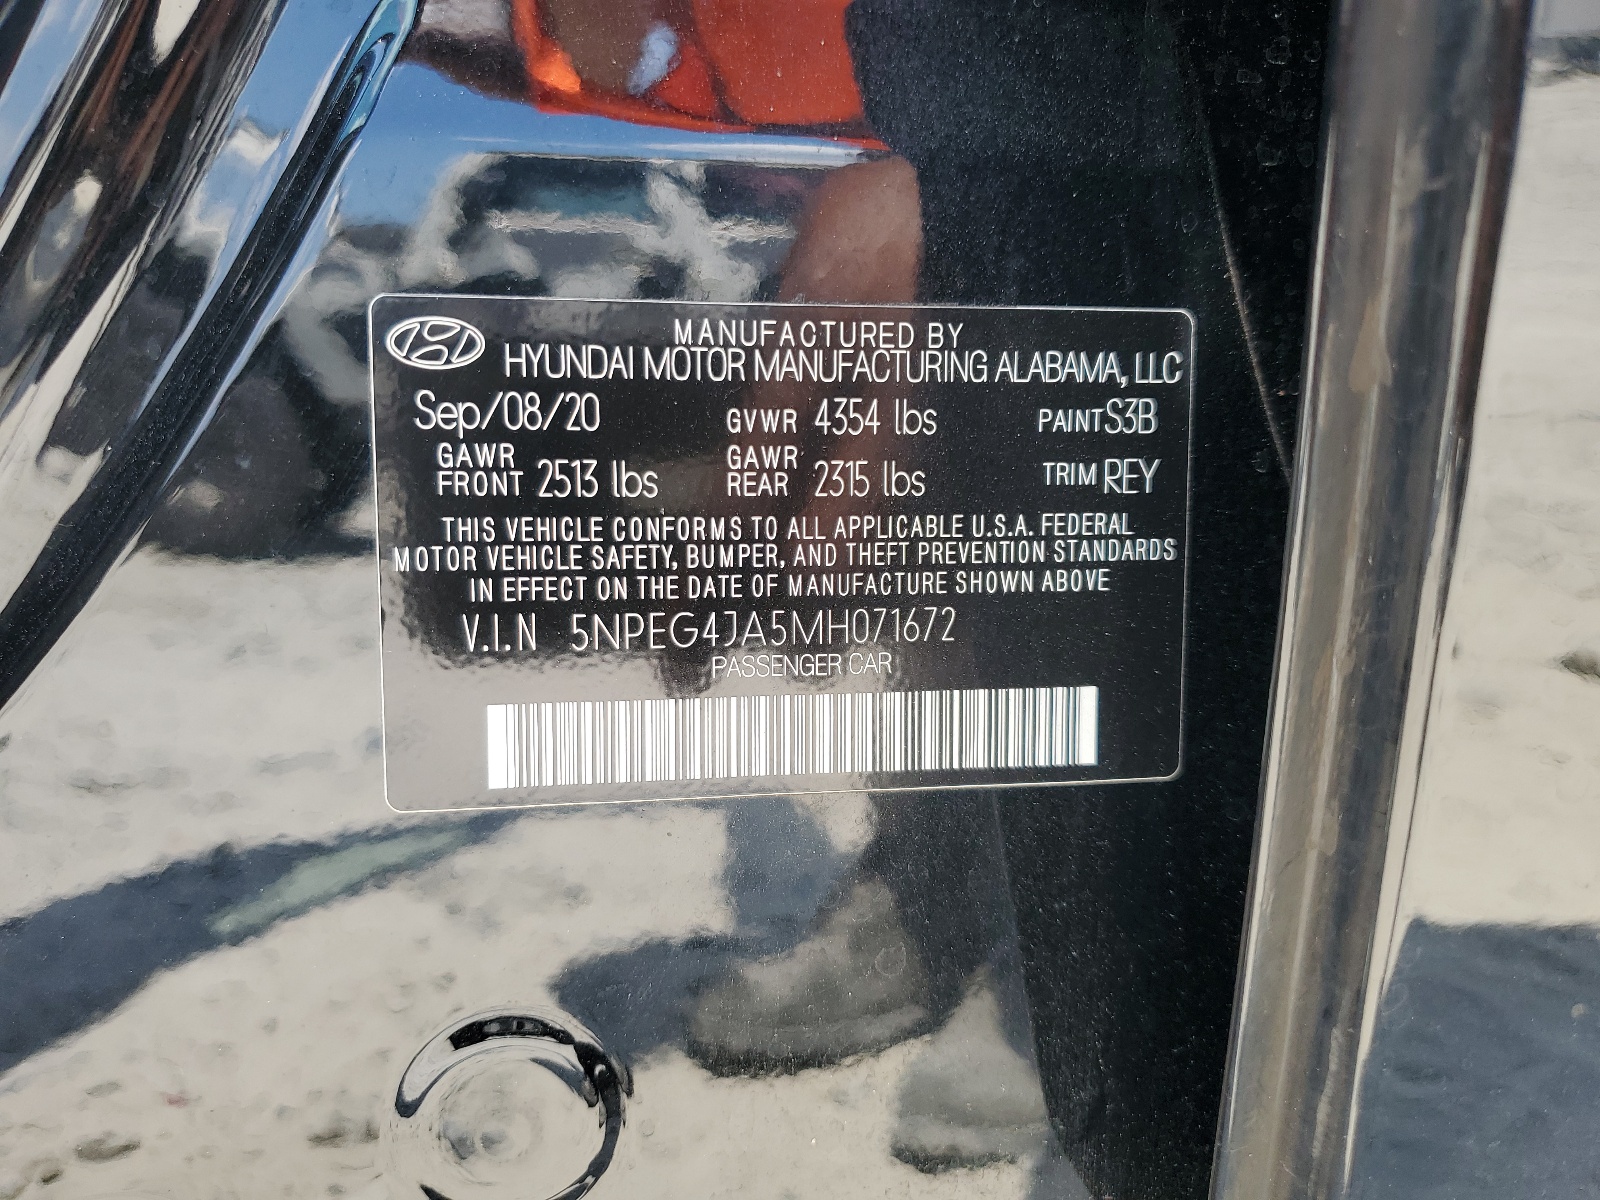 MANUFACTURED BY
HYUNDAI MOTOR MANUFACTURING ALABAMA, LLC
Sep/08/20 GVWR 4354 lbs PAINT S3B
GAWR FRONT 2513 lbs GAWR REAR 2315 lbs TRIM REY
THIS VEHICLE CONFORMS TO ALL APPLICABLE U.S.A. FEDERAL
MOTOR VEHICLE SAFETY, BUMPER, AND THEFT PREVENTION STANDARDS
IN EFFECT ON THE DATE OF MANUFACTURE SHOWN ABOVE
V.I.N 5NPEG4JA5MH071672
PASSENGER CAR